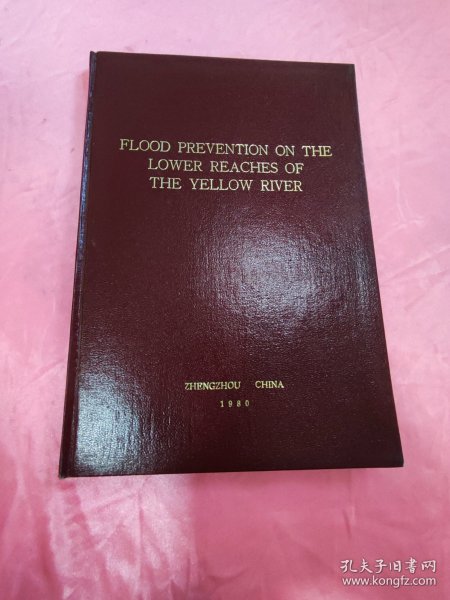 FLOOD PREVENTION ON THE
LOWER REACHES OF
THE YELLOW RIVER
ZHENGZHOU CHINA
1980
孔夫子旧书网
www.kongfz.com